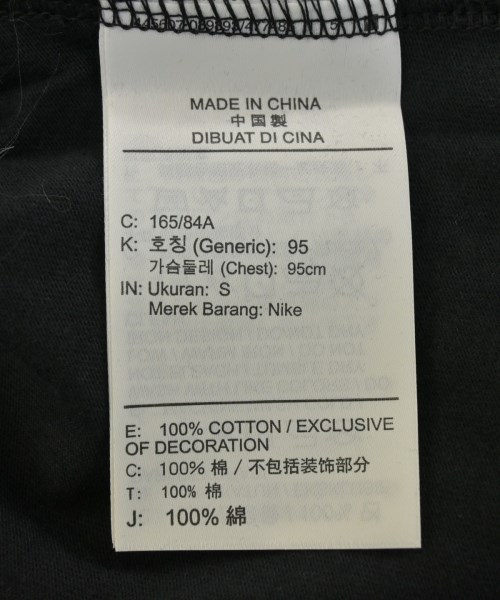 MADE IN CHINA
中国製
DIBUAT DI CINA
C: 165/84A
K: 호칭 (Generic): 95
가슴둘레 (Chest): 95cm
IN: Ukuran: S
Merek Barang: Nike
E: 100% COTTON / EXCLUSIVE
OF DECORATION
C: 100% 棉 / 不包括装饰部分
T: 100% 棉
J: 100% 綿